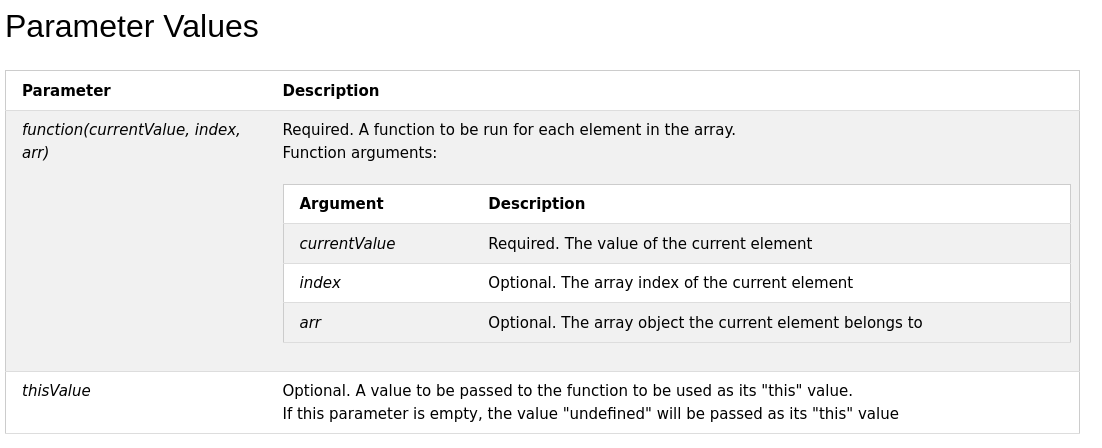 Parameter Values
Parameter Description
function(currentValue, index, Required. A function to be run for each element in the array.
arr) Function arguments:
Argument Description
currentValue Required. The value of the current element
index Optional. The array index of the current element
arr Optional. The array object the current element belongs to
thisValue Optional. A value to be passed to the function to be used as its "this" value.
If this parameter is empty, the value "undefined" will be passed as its "this" value